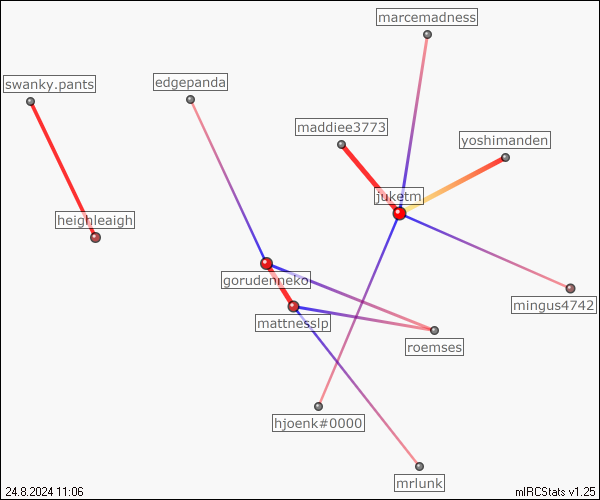 marcemadness
swanky.pants
edgepanda
maddiee3773
yoshimanden
juketm
heighleaigh
gorudenneko
mingus4742
mattnesslp
roemses
hjoenk#0000
mrlunk
24.8.2024 11:06
mIRCStats v1.25